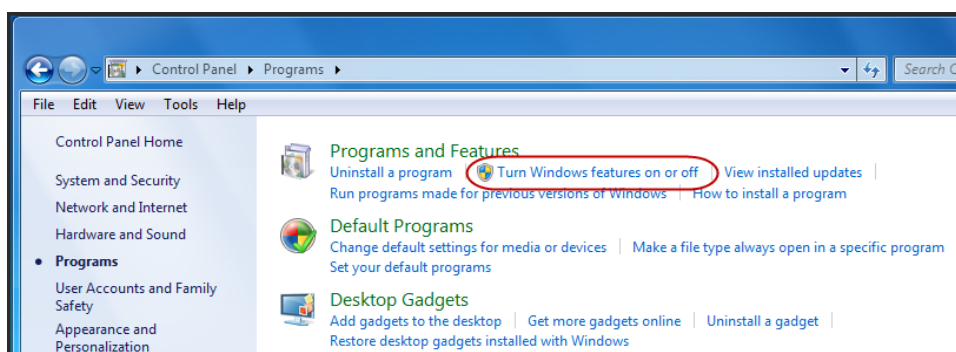 Control Panel Programs
Search
File Edit View Tools Help
Control Panel Home
System and Security
Network and Internet
Hardware and Sound
Programs
User Accounts and Family
Safety
Appearance and
Personalization
Programs and Features
Uninstall a program Turn Windows features on or off View installed updates
Run programs made for previous versions of Windows How to install a program
Default Programs
Change default settings for media or devices Make a file type always open in a specific program
Set your default programs
Desktop Gadgets
Add gadgets to the desktop Get more gadgets online Uninstall a gadget
Restore desktop gadgets installed with Windows